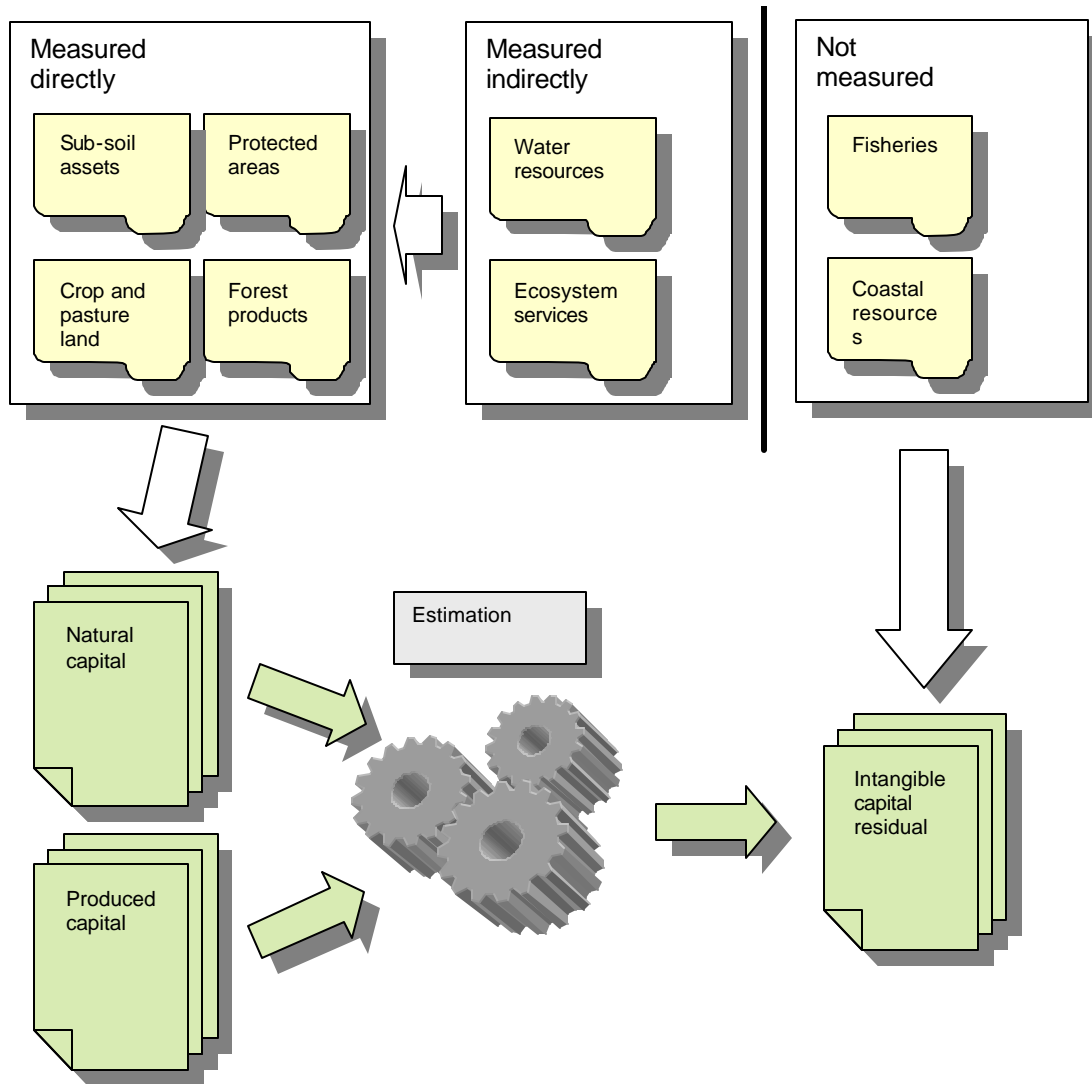 Measured
directly
Sub-soil
assets
Protected
areas
Crop and
pasture
land
Forest
products
Measured
indirectly
Water
resources
Ecosystem
services
Not
measured
Fisheries
Coastal
resource
s
Natural
capital
Estimation
Produced
capital
Intangible
capital
residual